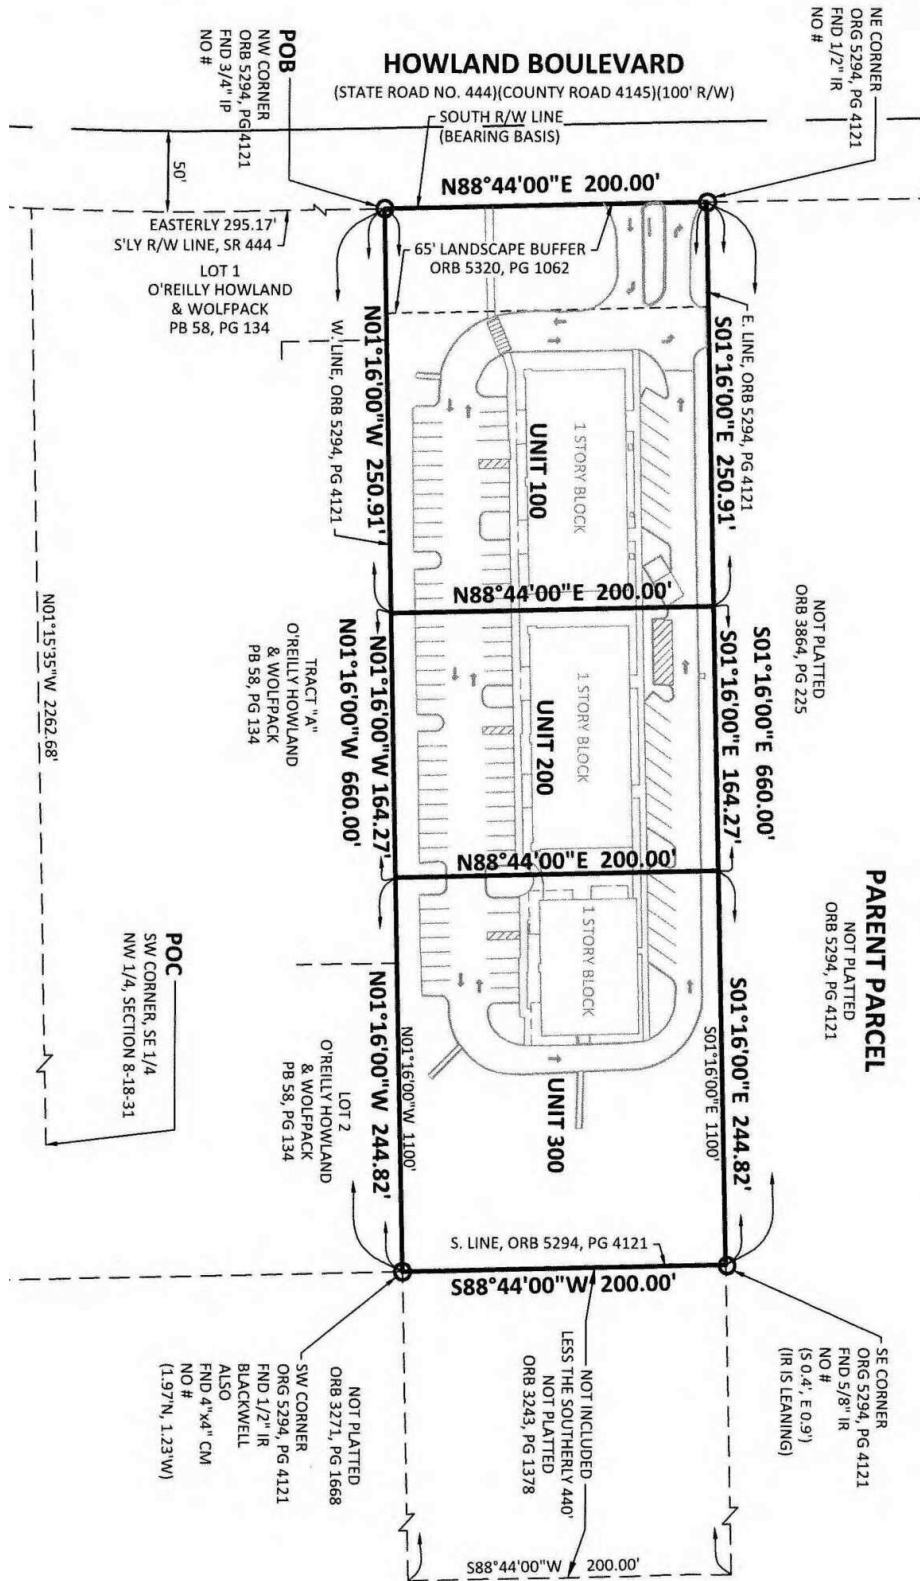 NE CORNER
ORG 5294, PG 4121
FND 1/2" IR
NO #
HOWLAND BOULEVARD
(STATE ROAD NO. 444)(COUNTY ROAD 4145)(100' R/W)
SOUTH R/W LINE
(BEARING BASIS)
POB
NW CORNER
ORB 5294, PG 4121
FND 3/4" IP
NO #
50'
N88°44'00"E 200.00'
EASTERLY 295.17'
S'LY R/W LINE, SR 444
65' LANDSCAPE BUFFER
ORB 5320, PG 1062
LOT 1
O'REILLY HOWLAND
& WOLFPACK
PB 58, PG 134
N01°16'00"W 250.91'
W. LINE, ORB 5294, PG 4121
E. LINE, ORB 5294, PG 4121
S01°16'00"E 250.91'
1 STORY BLOCK
UNIT 100
N88°44'00"E 200.00'
NOT PLATTED
ORB 3864, PG 225
S01°16'00"E 660.00'
S01°16'00"E 164.27'
1 STORY BLOCK
UNIT 200
N01°16'00"W 164.27'
N01°16'00"W 660.00'
TRACT "A"
O'REILLY HOWLAND
& WOLFPACK
PB 58, PG 134
N01°15'35"W 2262.68'
N88°44'00"E 200.00'
PARENT PARCEL
NOT PLATTED
ORB 5294, PG 4121
1 STORY BLOCK
UNIT 300
S01°16'00"E 244.82'
S01°16'00"E 1100'
N01°16'00"W 1100'
N01°16'00"W 244.82'
LOT 2
O'REILLY HOWLAND
& WOLFPACK
PB 58, PG 134
POC
SW CORNER, SE 1/4
NW 1/4, SECTION 8-18-31
S. LINE, ORB 5294, PG 4121
S88°44'00"W 200.00'
SE CORNER
ORG 5294, PG 4121
FND 5/8" IR
NO #
(S 0.4', E 0.9')
(IR IS LEANING)
NOT INCLUDED
LESS THE SOUTHERLY 440'
NOT PLATTED
ORB 3243, PG 1378
NOT PLATTED
ORB 3271, PG 1668
SW CORNER
ORG 5294, PG 4121
FND 1/2" IR
BLACKWELL
ALSO
FND 4"x4" CM
NO #
(1.97'N, 1.23'W)
S88°44'00"W 200.00'